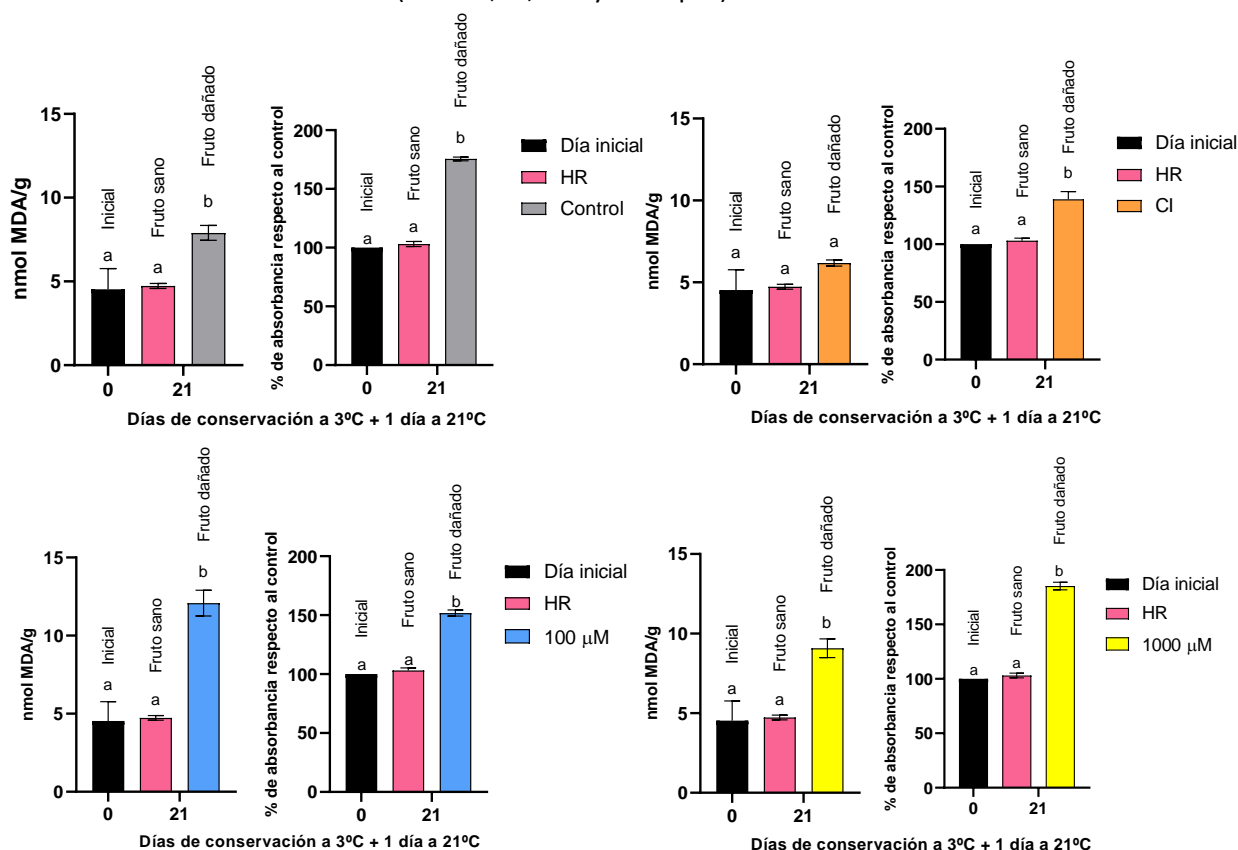 nmol MDA/g
15
10
5
0
Inicial
Fruto sano
Fruto dañado
a
a
b
0
21
% de absorbancia respecto al control
200
150
100
50
0
Inicial
Fruto sano
Fruto dañado
a
a
b
0
21
Día inicial
HR
Control
Días de conservación a 3ºC + 1 día a 21ºC
nmol MDA/g
15
10
5
0
Inicial
Fruto sano
Fruto dañado
a
a
a
0
21
% de absorbancia respecto al control
200
150
100
50
0
Inicial
Fruto sano
Fruto dañado
a
a
b
0
21
Día inicial
HR
CI
Días de conservación a 3ºC + 1 día a 21ºC
nmol MDA/g
15
10
5
0
Inicial
Fruto sano
Fruto dañado
a
a
b
0
21
% de absorbancia respecto al control
200
150
100
50
0
Inicial
Fruto sano
Fruto dañado
a
a
b
0
21
Día inicial
HR
100 μM
Días de conservación a 3ºC + 1 día a 21ºC
nmol MDA/g
15
10
5
0
Inicial
Fruto sano
Fruto dañado
a
a
b
0
21
% de absorbancia respecto al control
200
150
100
50
0
Inicial
Fruto sano
Fruto dañado
a
a
b
0
21
Día inicial
HR
1000 μM
Días de conservación a 3ºC + 1 día a 21ºC